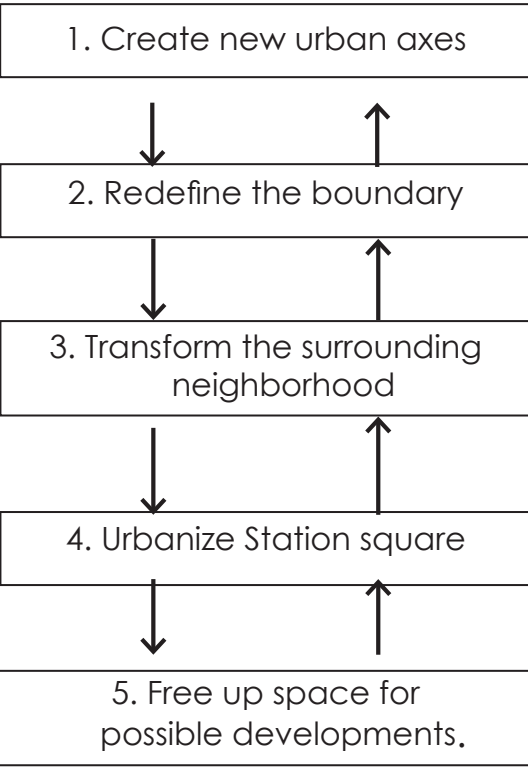 1. Create new urban axes
2. Redefine the boundary
3. Transform the surrounding
neighborhood
4. Urbanize Station square
5. Free up space for
possible developments.